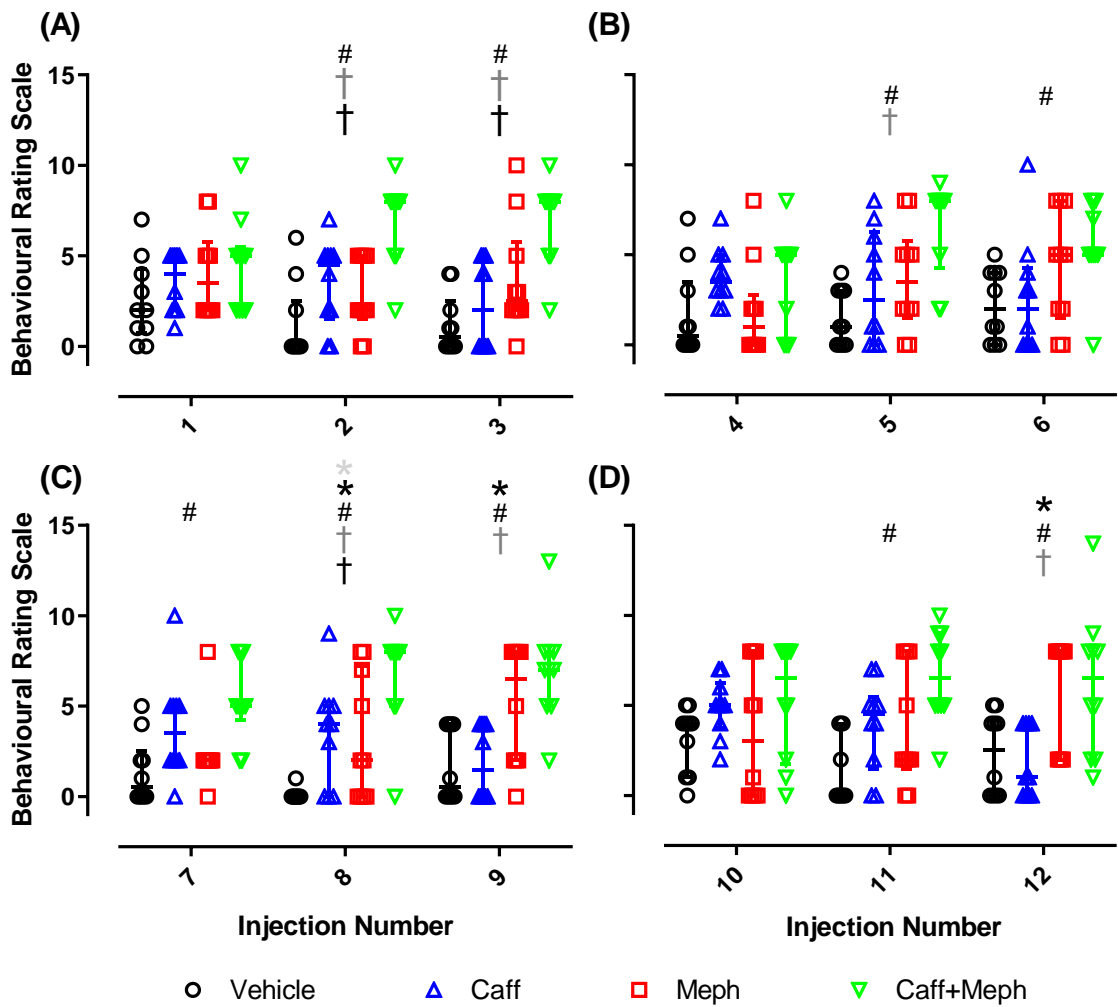 (A)
(B)
# #
† †
† †
# #
†
Behavioural Rating Scale
15
10
5
0
1 2 3
4 5 6
(C)
(D)
#
*
*
#
†
†
*
#
†
#
*
#
†
Behavioural Rating Scale
15
10
5
0
7 8 9
10 11 12
Injection Number
Injection Number
Vehicle Caff Meph Caff+Meph